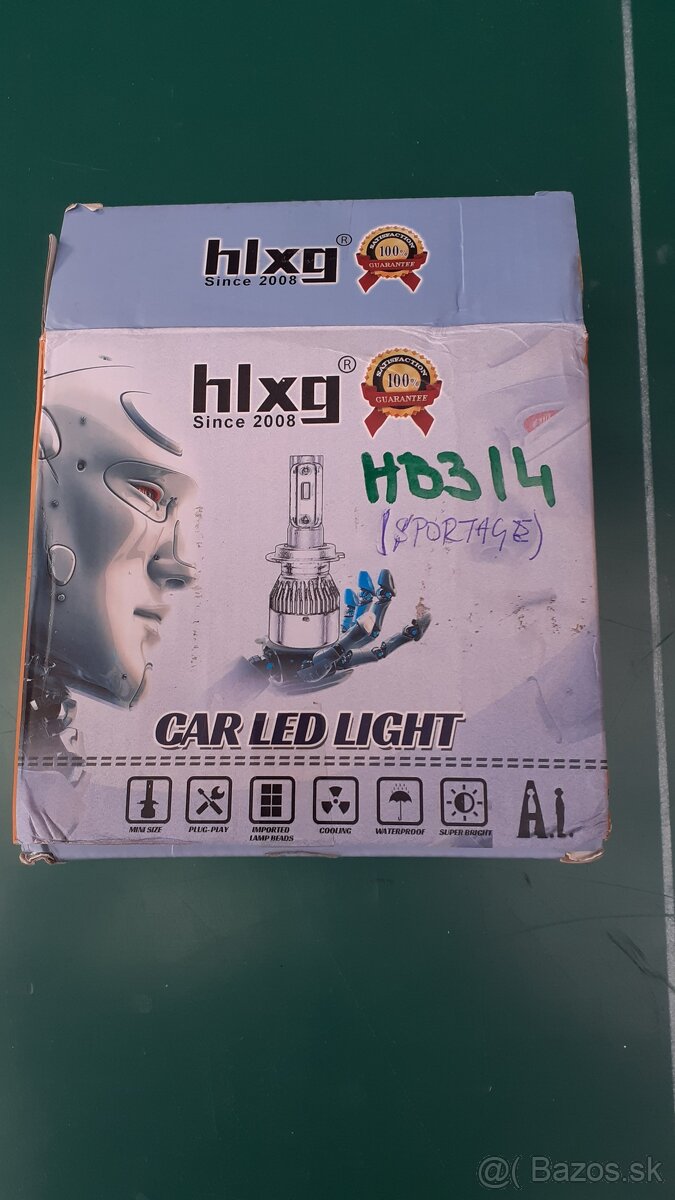 hlxg®
Since 2008
SATISFACTION
100%
GUARANTEE
hlxg®
Since 2008
SATISFACTION
100%
GUARANTEE
HB3/4
(SPORTAGE)
CAR LED LIGHT
MINI SIZE
PLUG-PLAY
IMPORTED
LAMP BEADS
COOLING
WATERPROOF
SUPER BRIGHT
A.I.
@( Bazos.sk